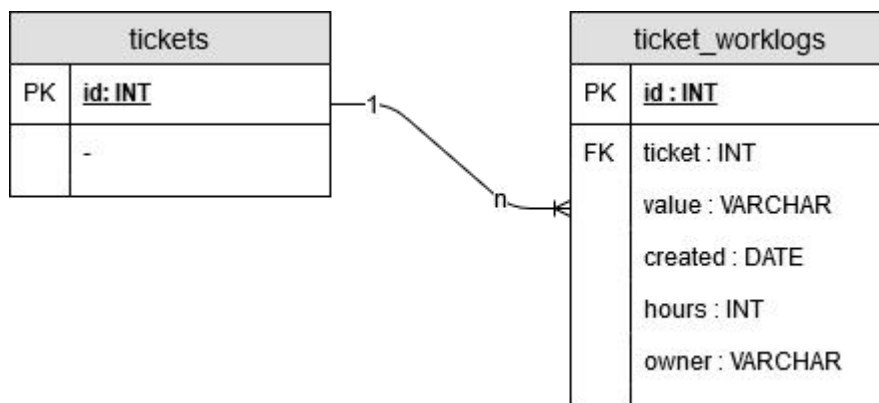 tickets
PK id: INT
-
1
n
ticket_worklogs
PK id : INT
FK ticket : INT
value : VARCHAR
created : DATE
hours : INT
owner : VARCHAR